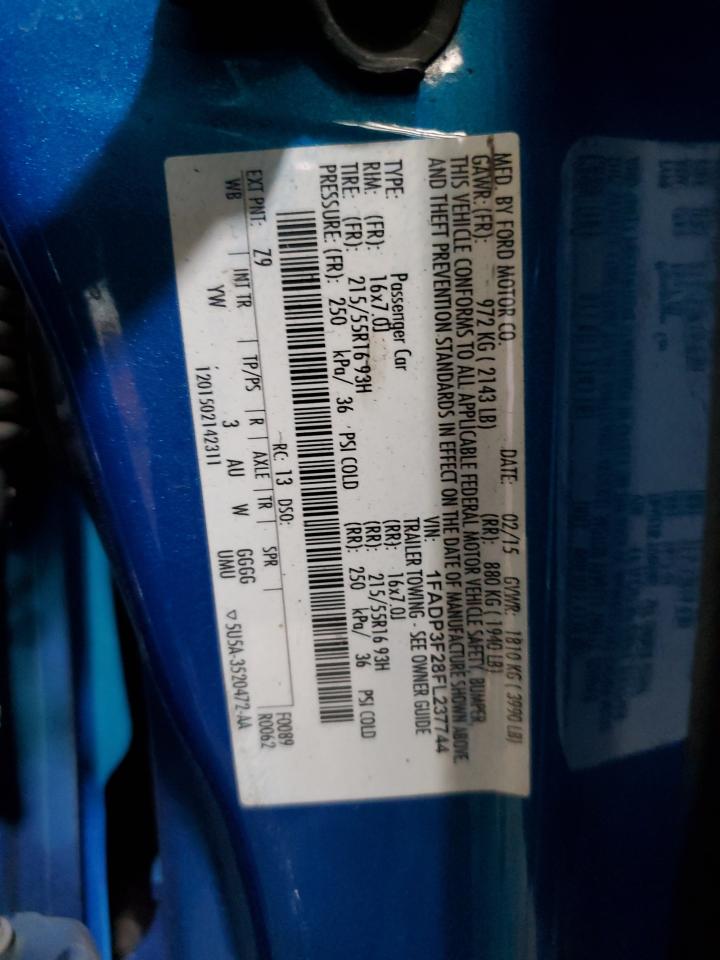 MFD. BY FORD MOTOR CO.
DATE: 02/15 GVWR: 1810 KG ( 3990 LB)
GAWR: (FR): 972 KG ( 2143 LB) (RR): 880 KG ( 1940 LB)
THIS VEHICLE CONFORMS TO ALL APPLICABLE FEDERAL MOTOR VEHICLE SAFETY, BUMPER,
AND THEFT PREVENTION STANDARDS IN EFFECT ON THE DATE OF MANUFACTURE SHOWN ABOVE.
VIN: 1FADP3F28FL237744
TYPE: Passenger Car TRAILER TOWING - SEE OWNER GUIDE
RIM: (FR): 16x7.0J (RR): 16x7.0J
TIRE: (FR): 215/55R16 93H (RR): 215/55R16 93H
PRESSURE: (FR): 250 kPa/ 36 PSI COLD (RR): 250 kPa/ 36 PSI COLD
F0089
RC: 13 DSO: R0062
EXT PNT: Z9
WB INT TR TP/PS R AXLE TR SPR
YW 3 AU W GGGG
UMU
1201502142311 ▽ 5U5A-3520472-AA